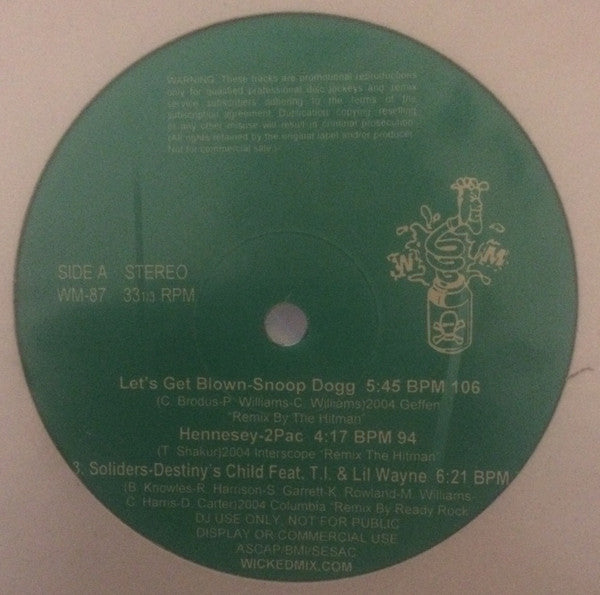 WARNING: These tracks are promotional reproductions
only for qualified professional disc jockeys and remix
service subscribers adhering to the terms of the
subscription agreement. Duplication, copying, reselling
or any other misuse will result in criminal prosecution.
(All rights retained by the original label and/or producer.
Not for commercial sale.)
W M
SIDE A STEREO
WM-87 33 1/3 RPM
Let's Get Blown-Snoop Dogg 5:45 BPM 106
(C. Brodus-P. Williams-C. Williams)2004 Geffen
"Remix By The Hitman"
Hennesey-2Pac 4:17 BPM 94
(T. Shakur)2004 Interscope "Remix The Hitman"
3. Soliders-Destiny's Child Feat. T.I. & Lil Wayne 6:21 BPM
(B. Knowles-R. Harrison-S. Garrett-K. Rowland-M. Williams-
C. Harris-D. Carter)2004 Columbia "Remix By Ready Rock
DJ USE ONLY, NOT FOR PUBLIC
DISPLAY OR COMMERCIAL USE
ASCAP/BMI/SESAC
WICKEDMIX.COM